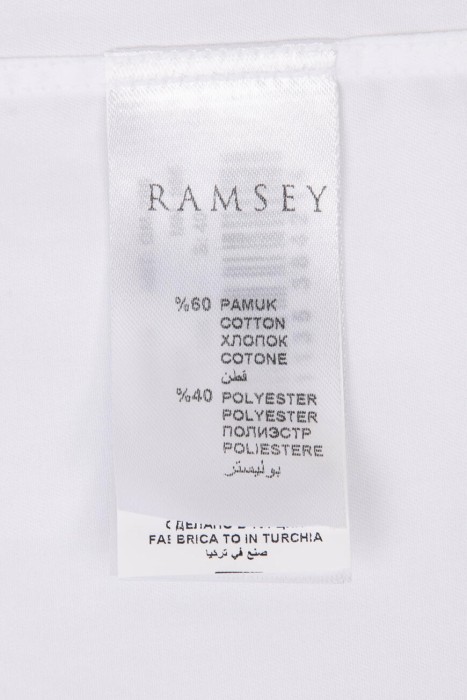 RAMSEY
%60 PAMUK
COTTON
ХЛОПОК
COTONE
قطن
%40 POLYESTER
POLYESTER
ПОЛИЭСТР
POLIESTERE
بوليستر
FABBRICATO IN TURCHIA
صنع في تركيا